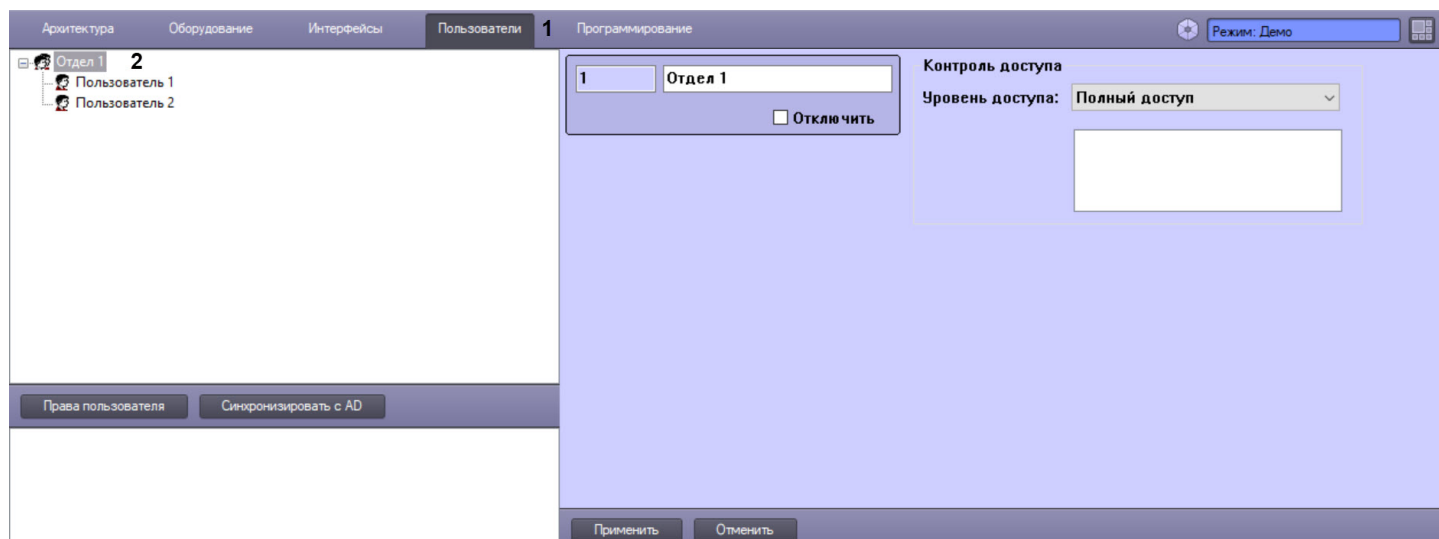 Архитектура Оборудование Интерфейсы Пользователи 1 Программирование Режим: Демо
Отдел 1 2
Пользователь 1
Пользователь 2
1 Отдел 1
Отключить
Контроль доступа
Уровень доступа: Полный доступ
Права пользователя Синхронизировать с AD
Применить Отменить